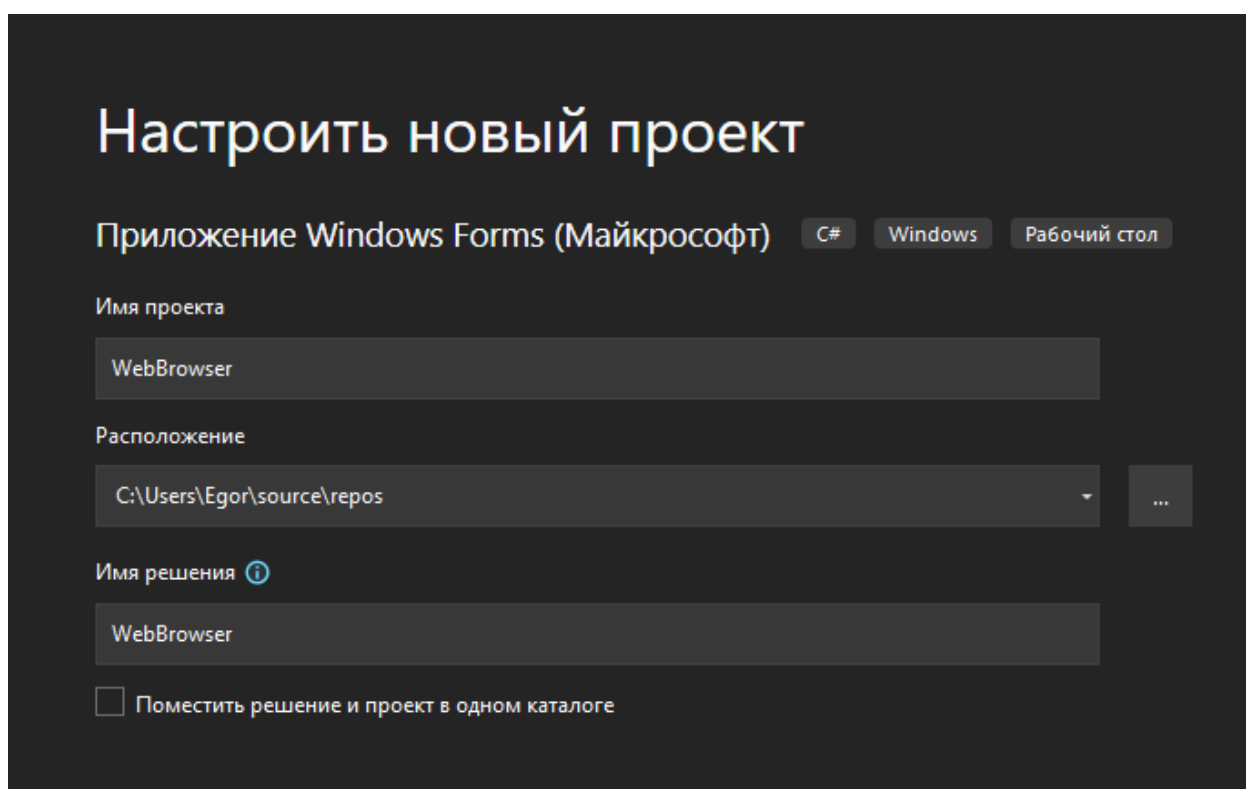 Настроить новый проект
Приложение Windows Forms (Майкрософт) C# Windows Рабочий стол
Имя проекта
WebBrowser
Расположение
C:\Users\Egor\source\repos
...
Имя решения
WebBrowser
Поместить решение и проект в одном каталоге